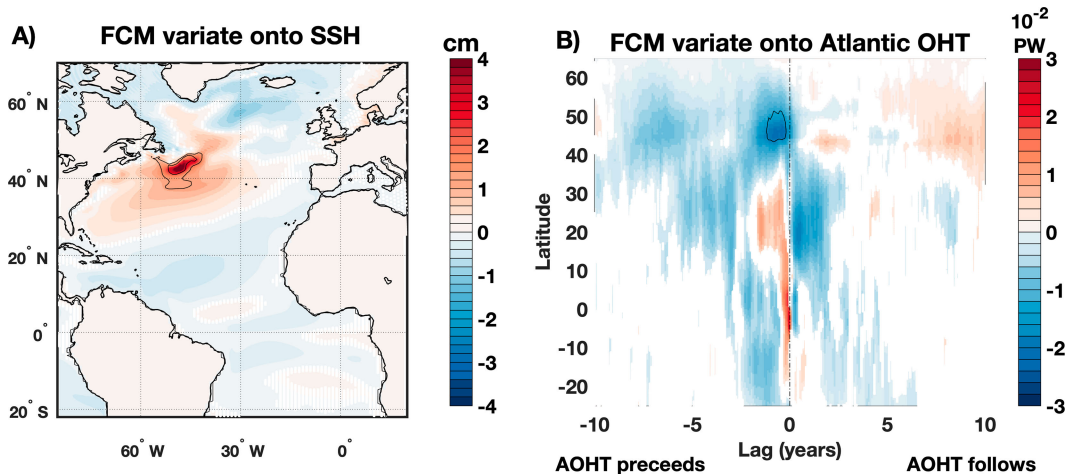 A)
FCM variate onto SSH
cm
4
3
2
1
0
-1
-2
-3
-4
60° N
40° N
20° N
0°
20° S
60° W
30° W
0°
B)
FCM variate onto Atlantic OHT
10-2
PW
3
2
1
0
-1
-2
-3
Latitude
60
50
40
30
20
10
0
-10
-20
-10
-5
0
5
10
Lag (years)
AOHT preceeds
AOHT follows